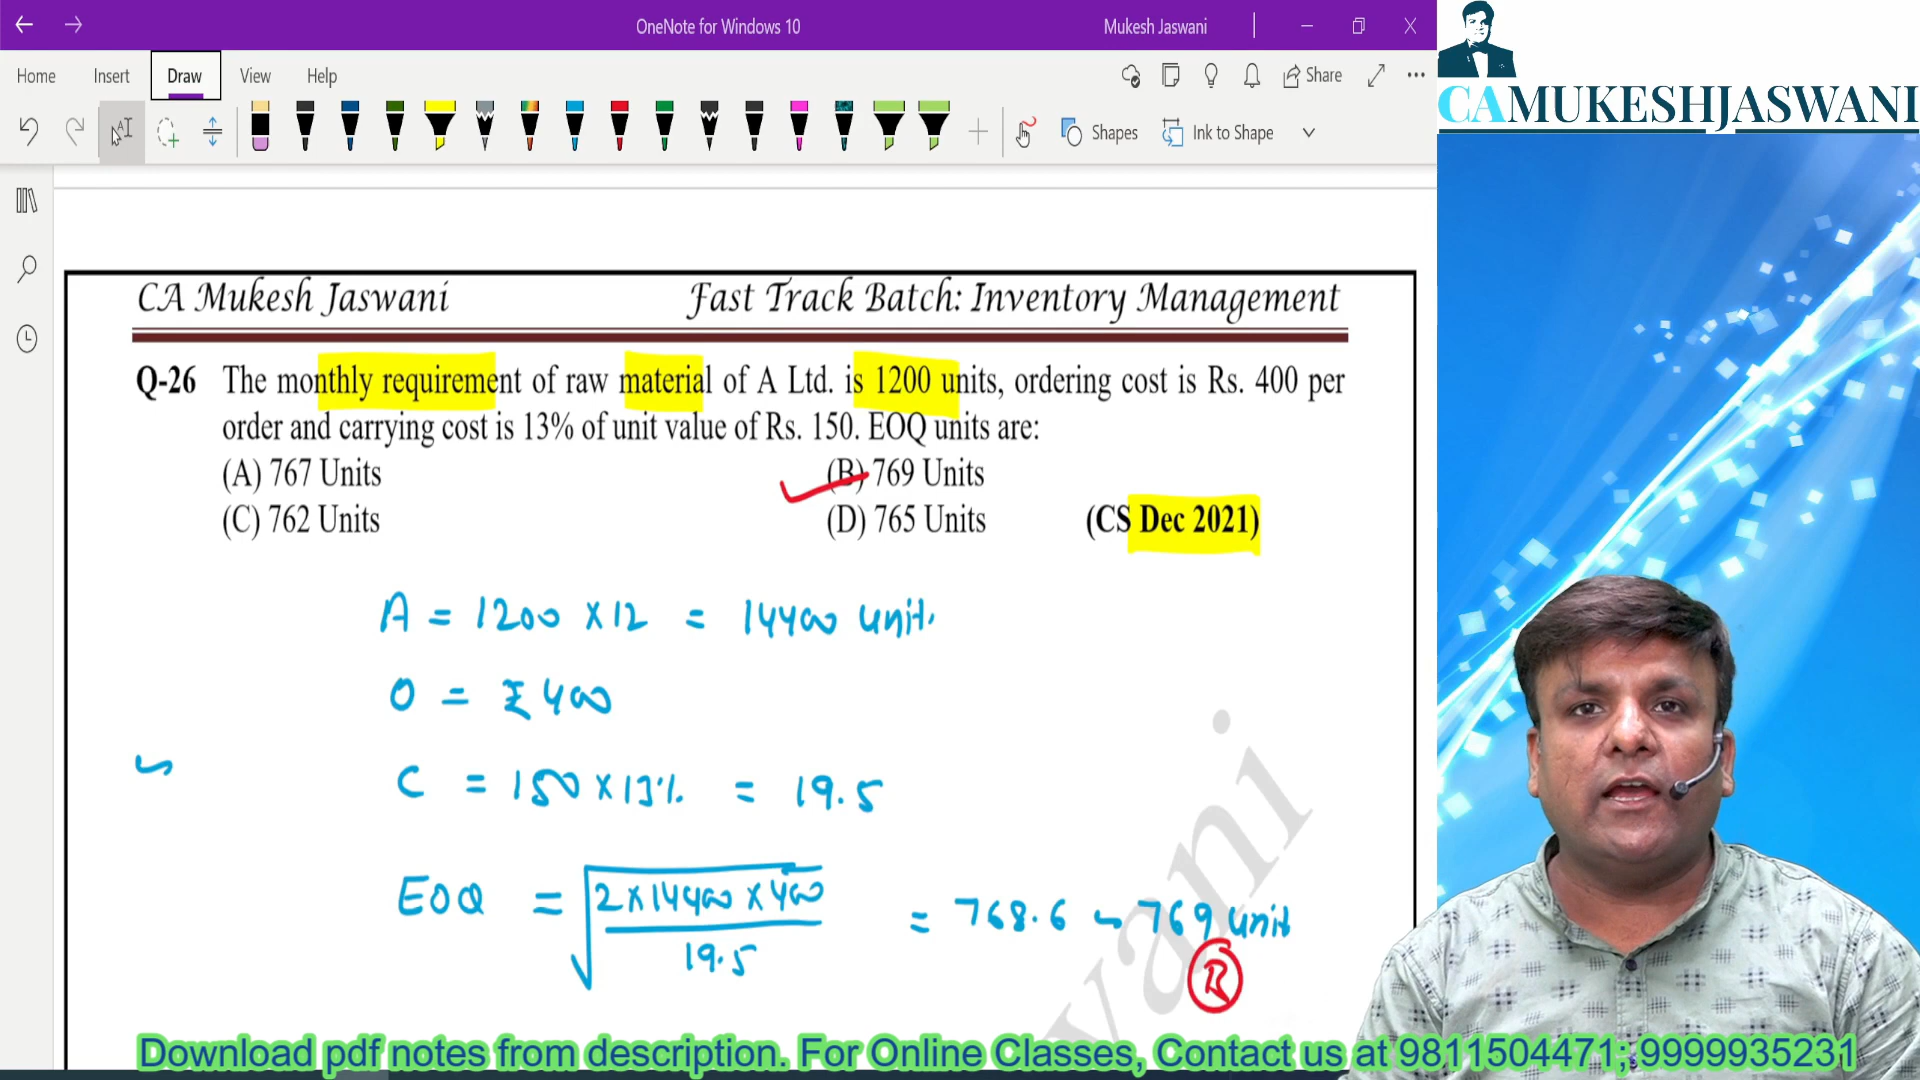 OneNote for Windows 10
Mukesh Jaswani
Home Insert Draw View Help
Share
Shapes
Ink to Shape
CAMUKESHJASWANI
CA Mukesh Jaswani Fast Track Batch: Inventory Management
Q-26 The monthly requirement of raw material of A Ltd. is 1200 units, ordering cost is Rs. 400 per
order and carrying cost is 13% of unit value of Rs. 150. EOQ units are:
(A) 767 Units (B) 769 Units
(C) 762 Units (D) 765 Units (CS Dec 2021)
A = 1200 × 12 = 14400 unit.
O = ₹ 400
C = 150 × 13% = 19.5
EOQ = √ 2 × 14400 × 400 = 768.6 ~ 769 unit
19.5
B
vani
Download pdf notes from description. For Online Classes, Contact us at 9811504471; 9999935231